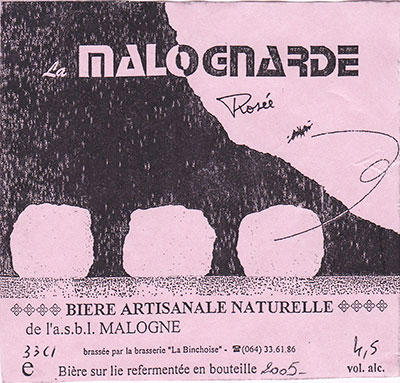 La MALOGNARDE
Rosée
BIERE ARTISANALE NATURELLE
de l'a.s.b.l. MALOGNE
33Cl
brassée par la brasserie "La Binchoise" - ☎(064) 33.61.86
4,5
e Bière sur lie refermentée en bouteille 2005- vol. alc.